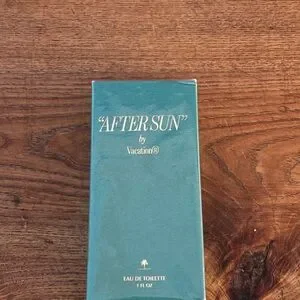 “AFTER SUN”
by
Vacation®
EAU DE TOILETTE
1 FL OZ